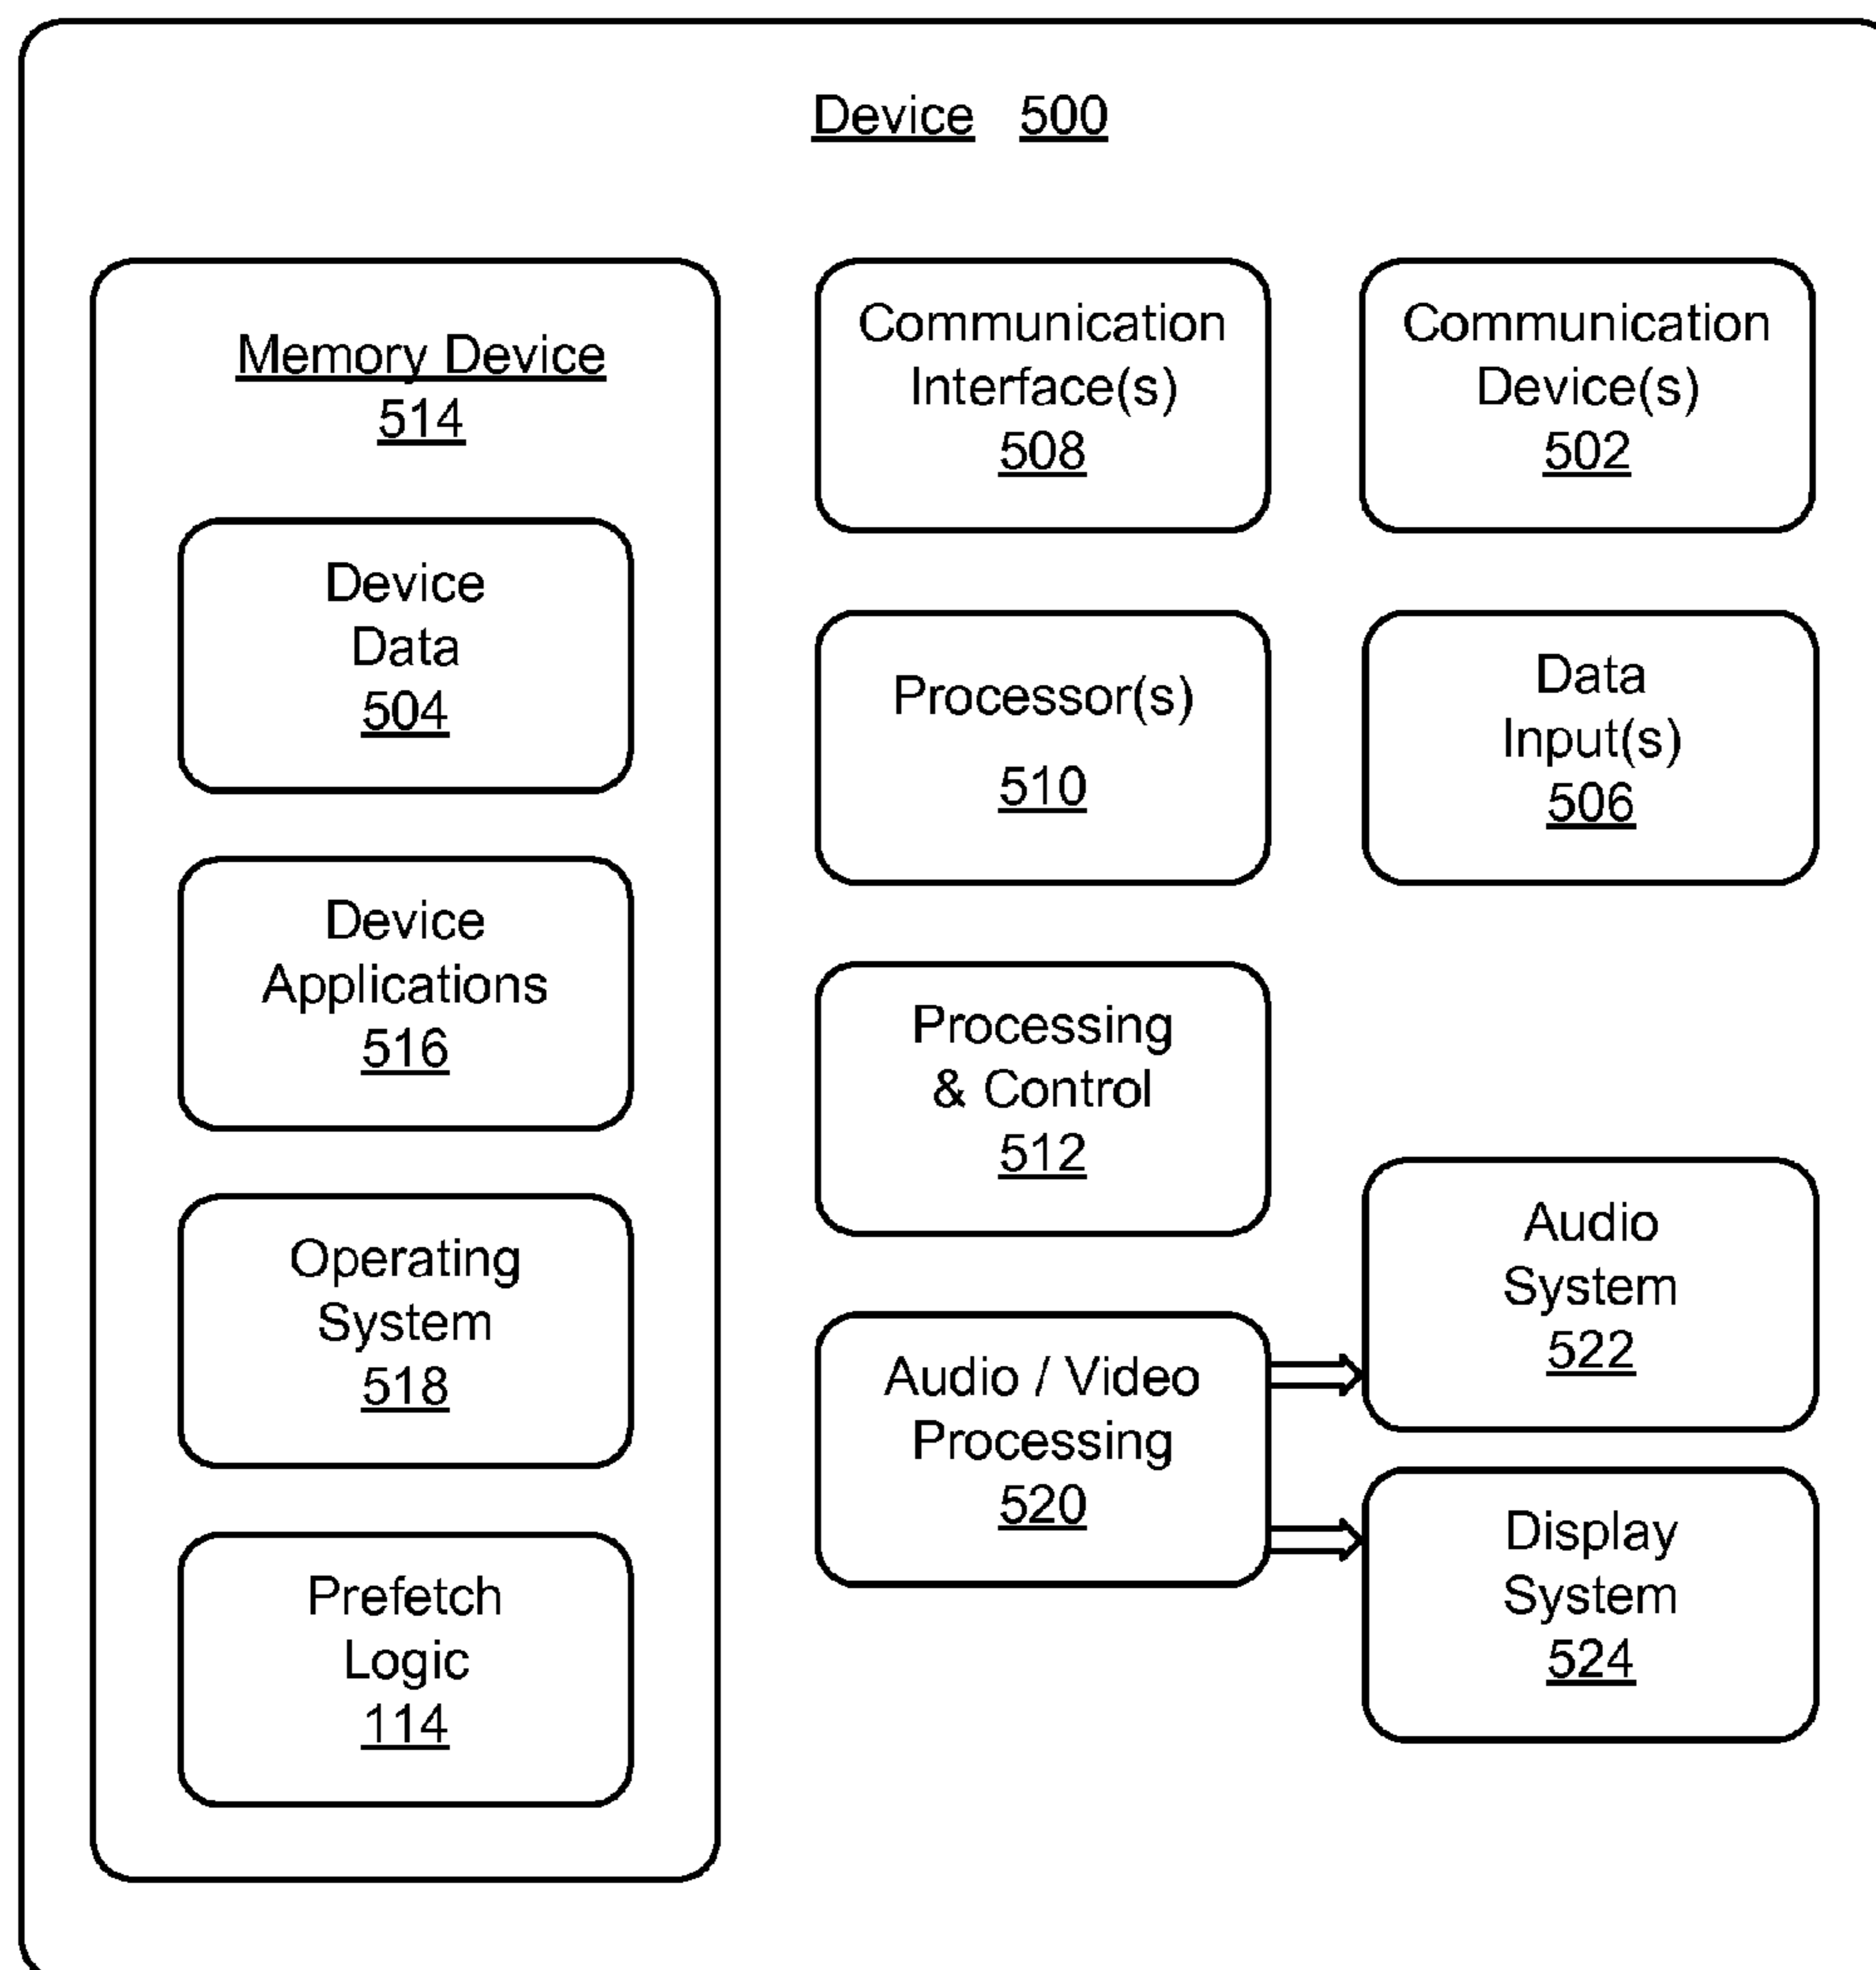 Device 500
Memory Device
514
Device
Data
504
Device
Applications
516
Operating
System
518
Prefetch
Logic
114
Communication
Interface(s)
508
Communication
Device(s)
502
Processor(s)
510
Data
Input(s)
506
Processing
& Control
512
Audio / Video
Processing
520
Audio
System
522
Display
System
524